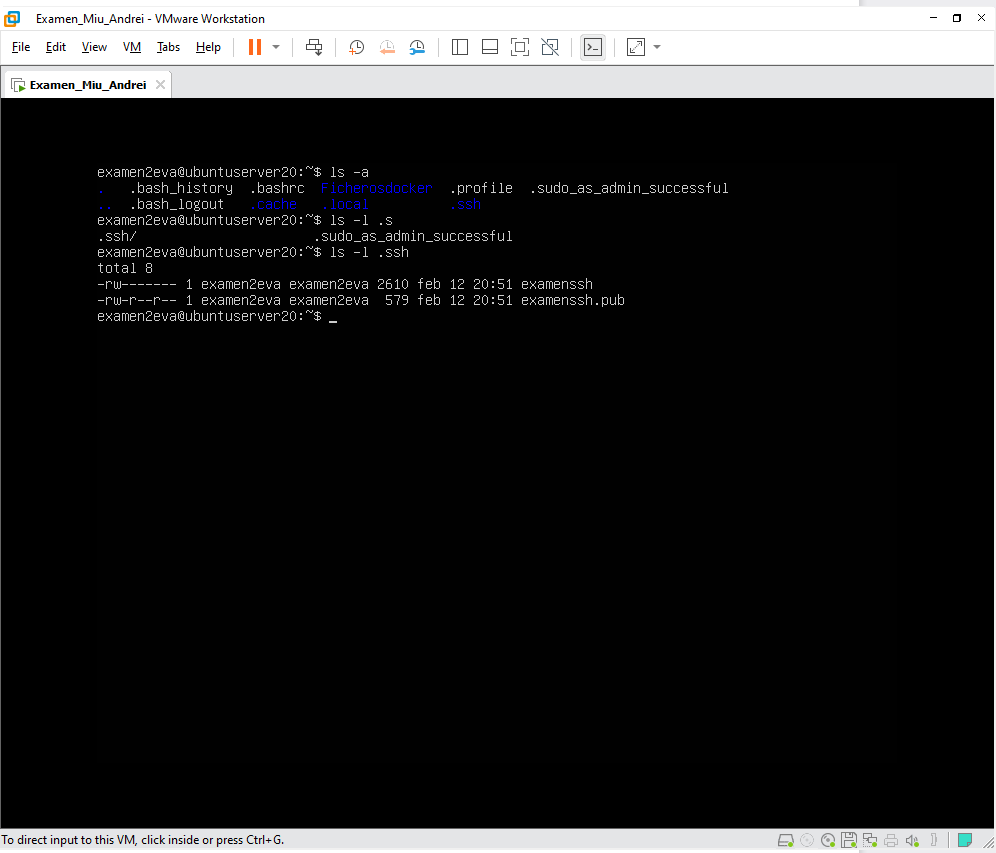 Examen_Miu_Andrei - VMware Workstation
File Edit View VM Tabs Help
Examen_Miu_Andrei
examen2eva@ubuntuserver20:~$ ls -a
. .bash_history .bashrc Ficherosdocker .profile .sudo_as_admin_successful
.. .bash_logout .cache .local .ssh
examen2eva@ubuntuserver20:~$ ls -l .s
.ssh/ .sudo_as_admin_successful
examen2eva@ubuntuserver20:~$ ls -l .ssh
total 8
-rw------- 1 examen2eva examen2eva 2610 feb 12 20:51 examenssh
-rw-r--r-- 1 examen2eva examen2eva 579 feb 12 20:51 examenssh.pub
examen2eva@ubuntuserver20:~$ _
To direct input to this VM, click inside or press Ctrl+G.